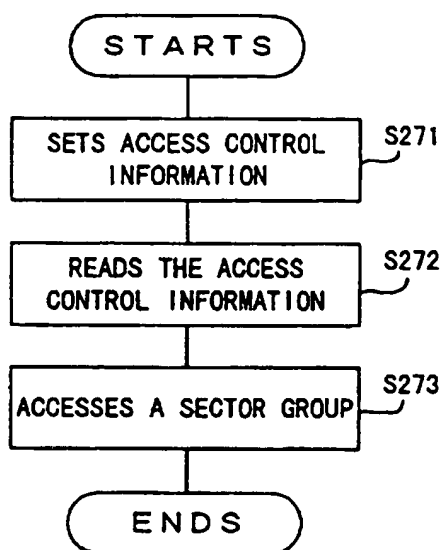 STARTS
SETS ACCESS CONTROL
INFORMATION
S271
READS THE ACCESS
CONTROL INFORMATION
S272
ACCESSES A SECTOR GROUP
S273
ENDS